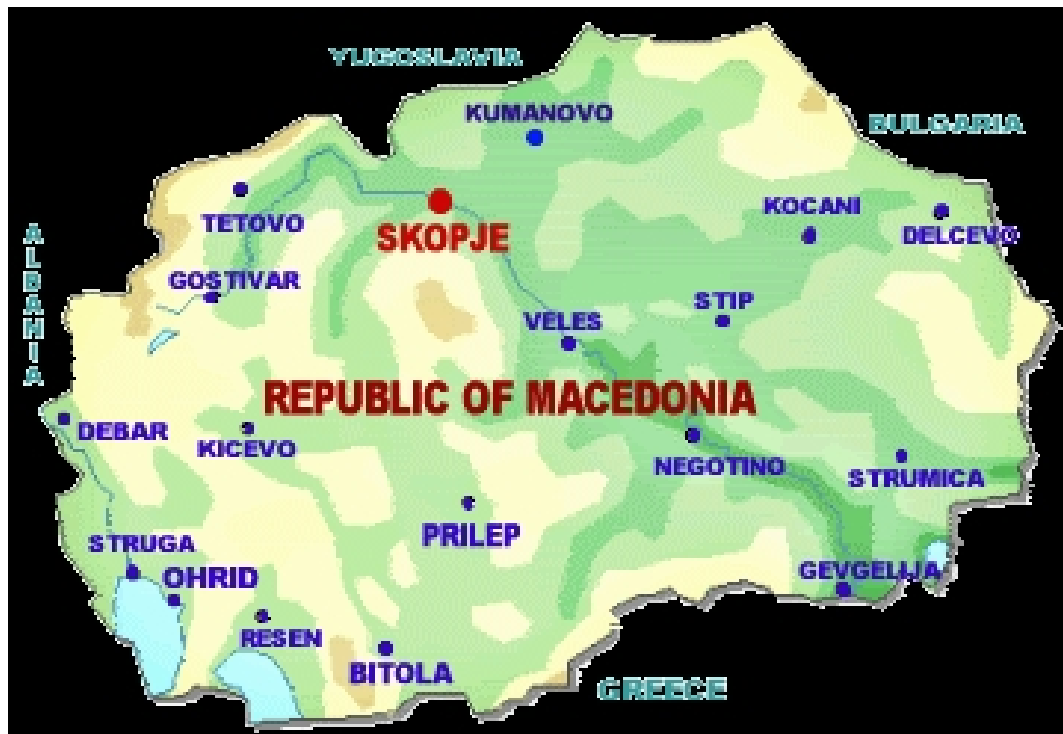 YUGOSLAVIA
KUMANOVO
BULGARIA
TETOVO
SKOPJE
KOCANI
DELCEVO
ALBANIA
GOSTIVAR
STIP
VELES
REPUBLIC OF MACEDONIA
DEBAR
KICEVO
NEGOTINO
STRUMICA
PRILEP
STRUGA
OHRID
GEVGELIJA
RESEN
BITOLA
GREECE